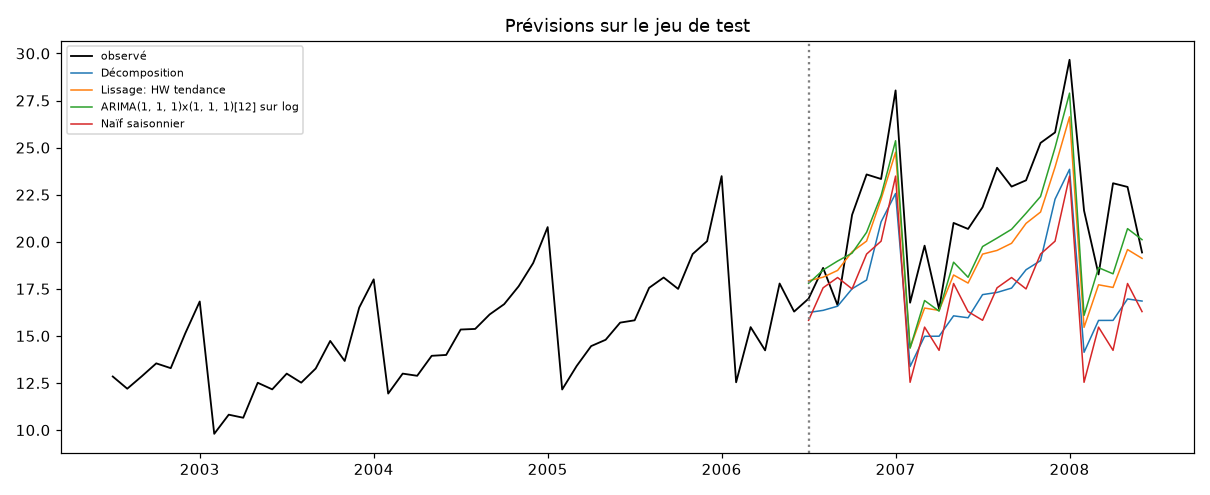 Prévisions sur le jeu de test
observé
Décomposition
Lissage: HW tendance
ARIMA(1, 1, 1)x(1, 1, 1)[12] sur log
Naïf saisonnier
30.0
27.5
25.0
22.5
20.0
17.5
15.0
12.5
10.0
2003
2004
2005
2006
2007
2008